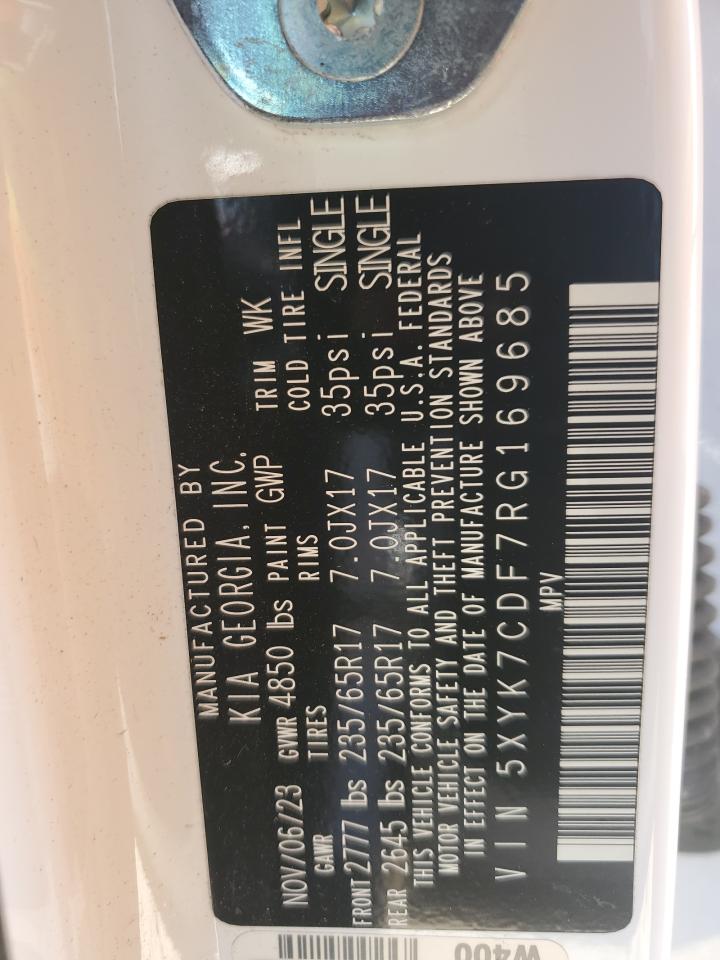 MANUFACTURED BY
KIA GEORGIA, INC.
NOV/06/23 GVWR 4850 lbs PAINT GWP TRIM WK
GAWR TIRES RIMS COLD TIRE INFL
FRONT 2777 lbs 235/65R17 7.0JX17 35psi SINGLE
REAR 2645 lbs 235/65R17 7.0JX17 35psi SINGLE
THIS VEHICLE CONFORMS TO ALL APPLICABLE U.S.A. FEDERAL
MOTOR VEHICLE SAFETY AND THEFT PREVENTION STANDARDS
IN EFFECT ON THE DATE OF MANUFACTURE SHOWN ABOVE
VIN 5XYK7CDF7RG169685
MPV
W400